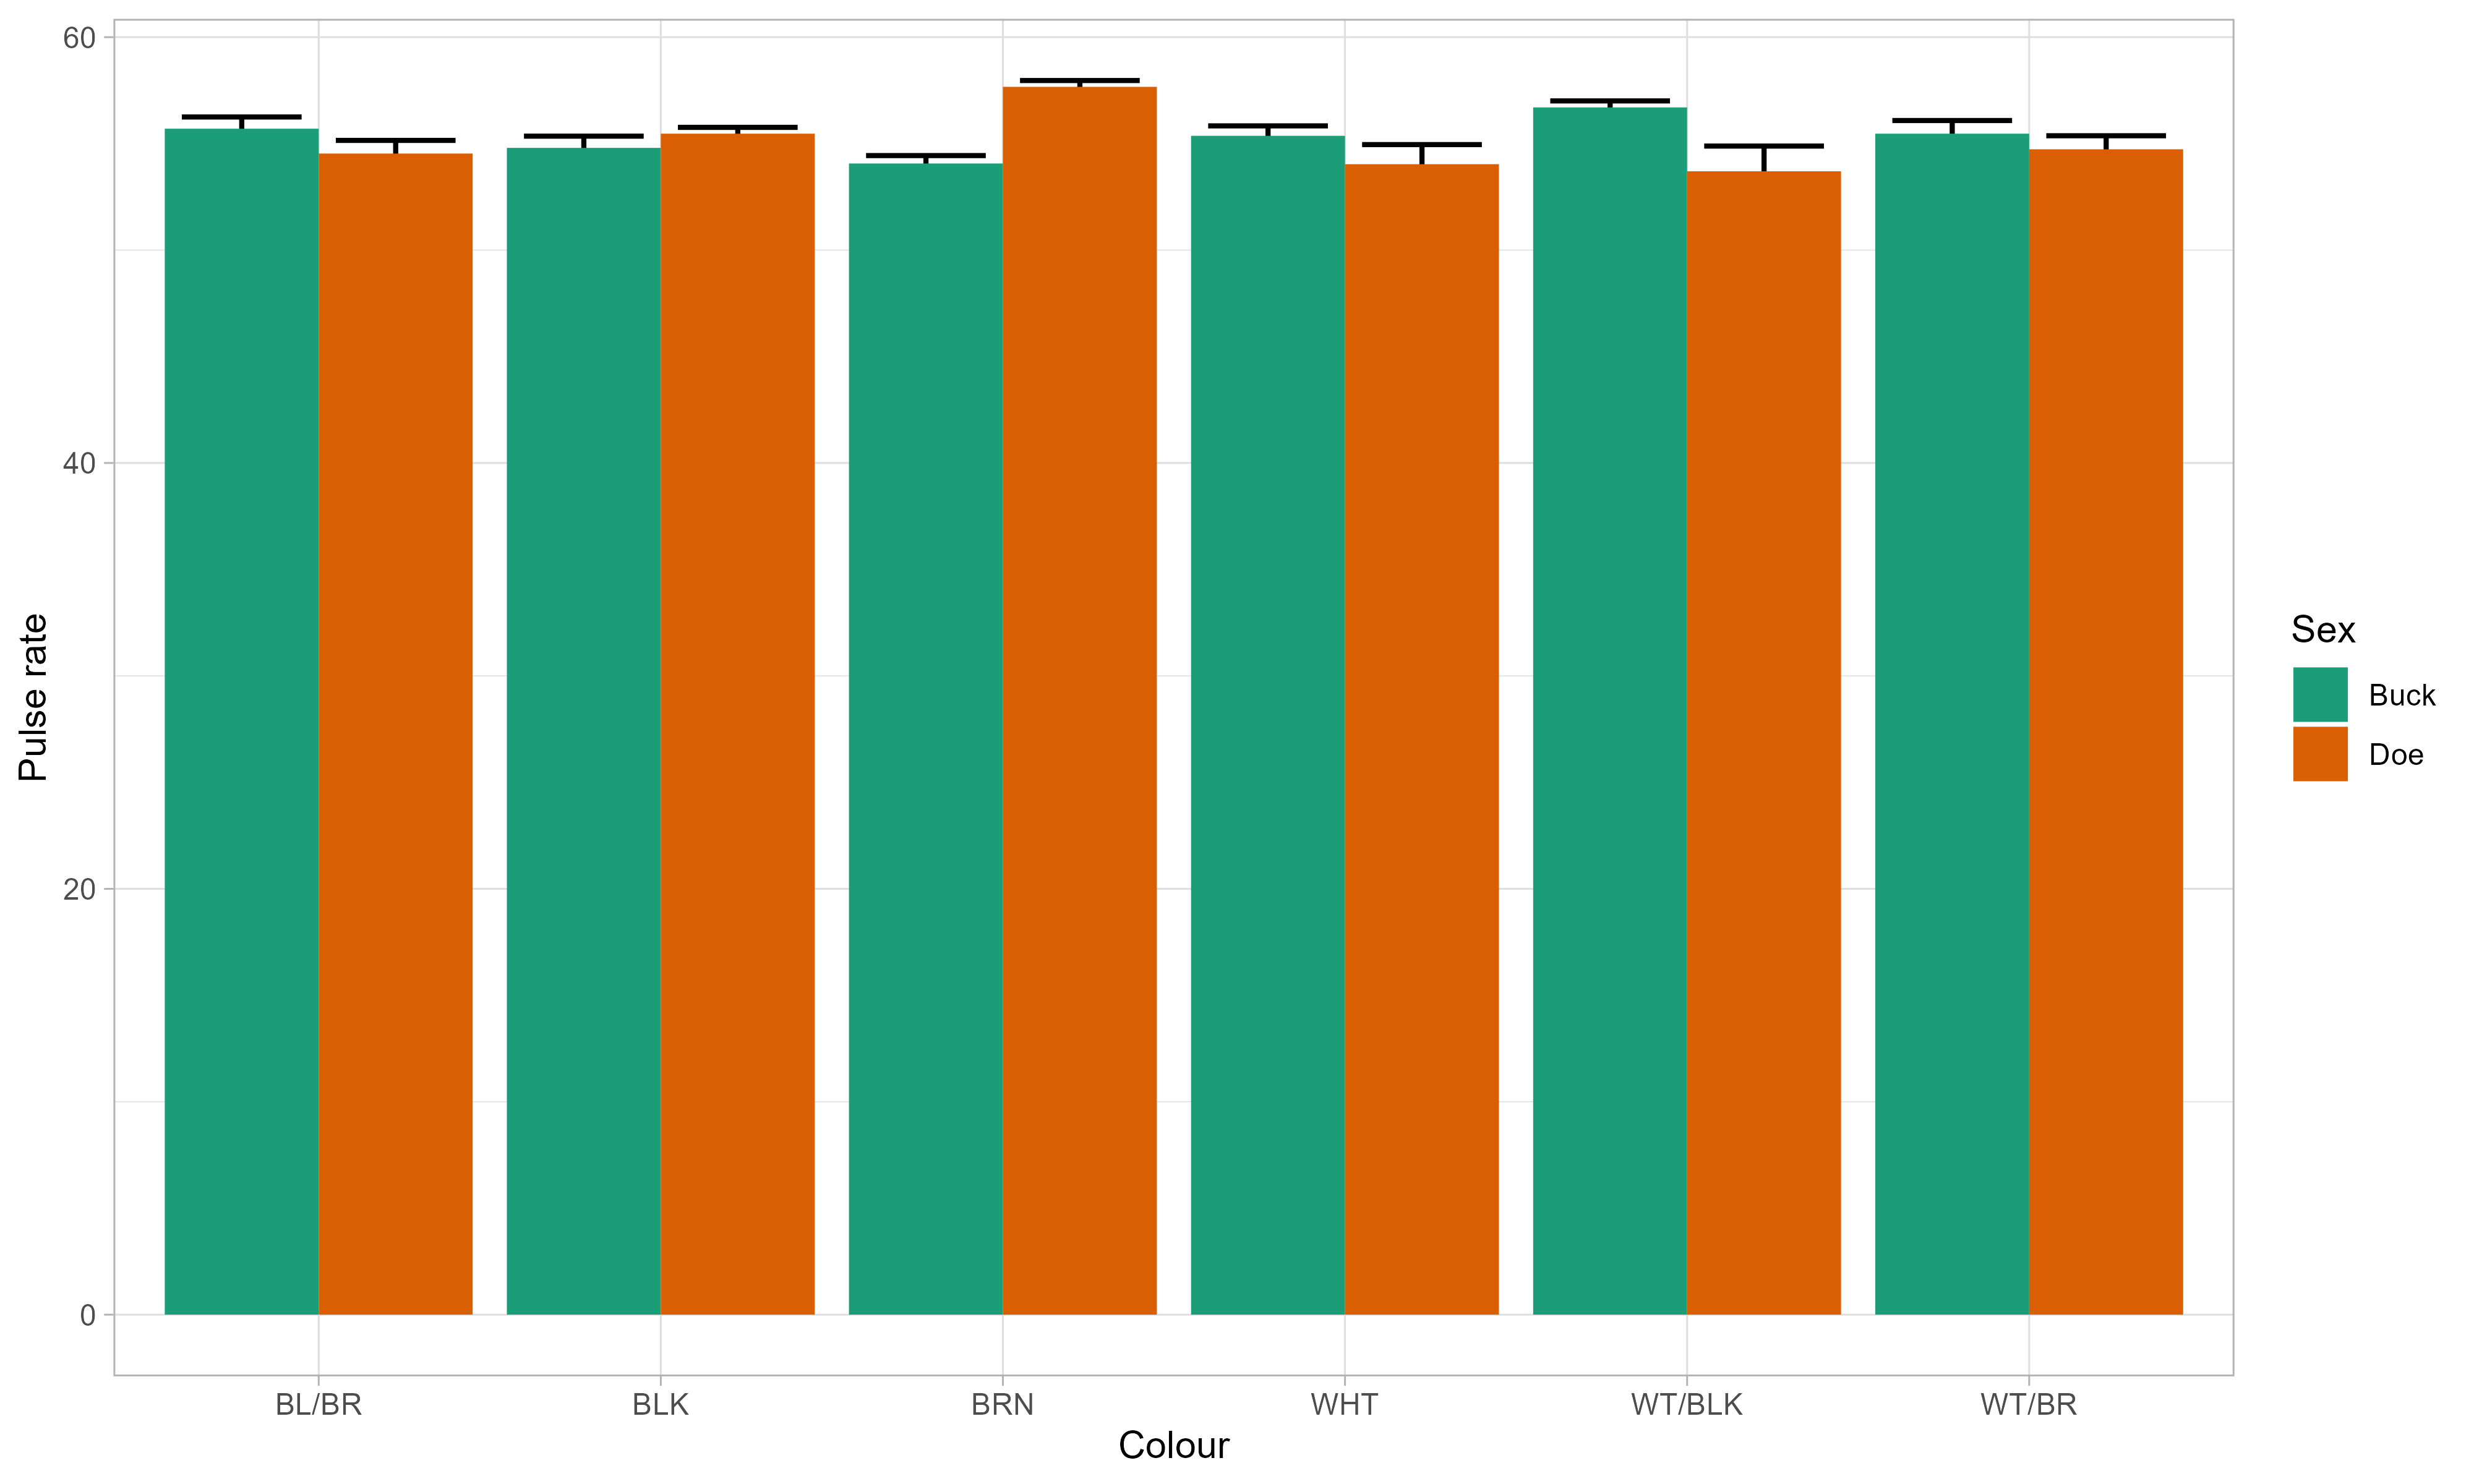 60
40
20
0
Pulse rate
BL/BR
BLK
BRN
WHT
WT/BLK
WT/BR
Colour
Sex
Buck
Doe